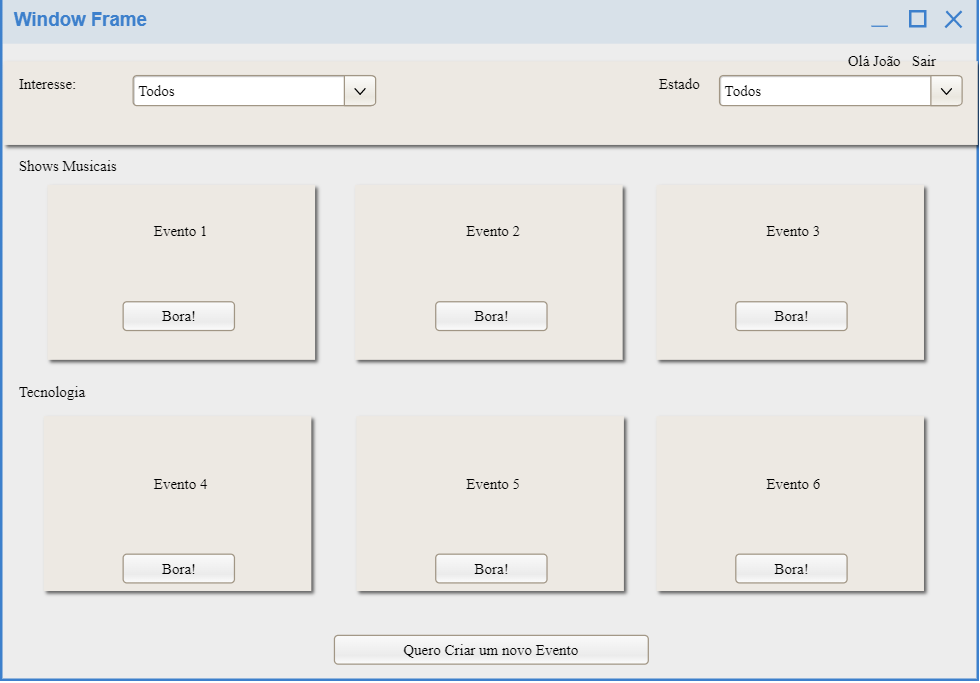 Window Frame
Olá João Sair
Interesse: Todos Estado Todos
Shows Musicais
Evento 1 Evento 2 Evento 3
Bora! Bora! Bora!
Tecnologia
Evento 4 Evento 5 Evento 6
Bora! Bora! Bora!
Quero Criar um novo Evento